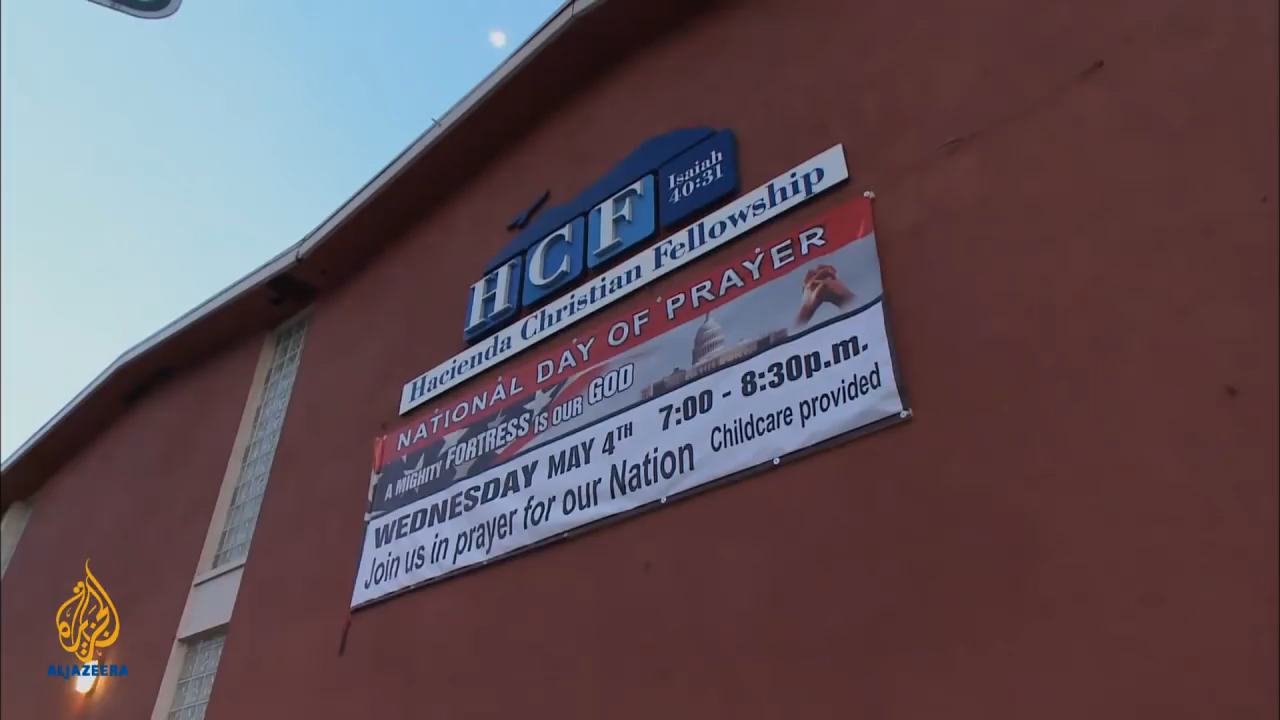 Isaiah
40:31
HCF
Hacienda Christian Fellowship
NATIONAL DAY OF PRAYER
A MIGHTY FORTRESS IS OUR GOD
WEDNESDAY MAY 4TH 7:00 - 8:30p.m.
Join us in prayer for our Nation Childcare provided
الجزيرة
ALJAZEERA